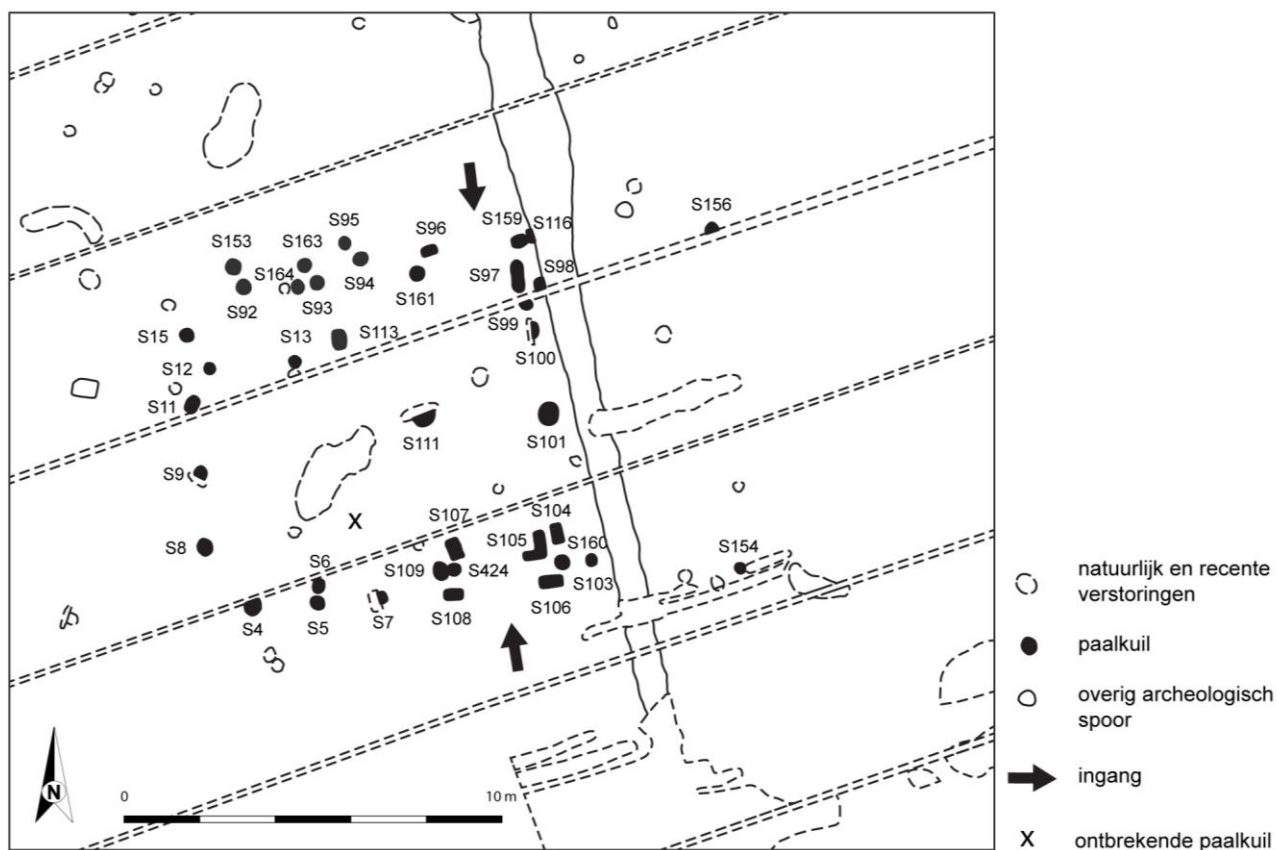 S156
S159
S116
S95
S96
S153
S163
S164
S94
S97
S98
S92
S93
S161
S15
S13
S113
S99
S12
S100
S11
S111
S101
S9
S107
S104
S8
S105
S160
S6
S109
S424
S103
S154
S4
S5
S7
S108
S106
N
0
10 m
natuurlijk en recente
verstoringen
paalkuil
overig archeologisch
spoor
ingang
X
X ontbrekende paalkuil